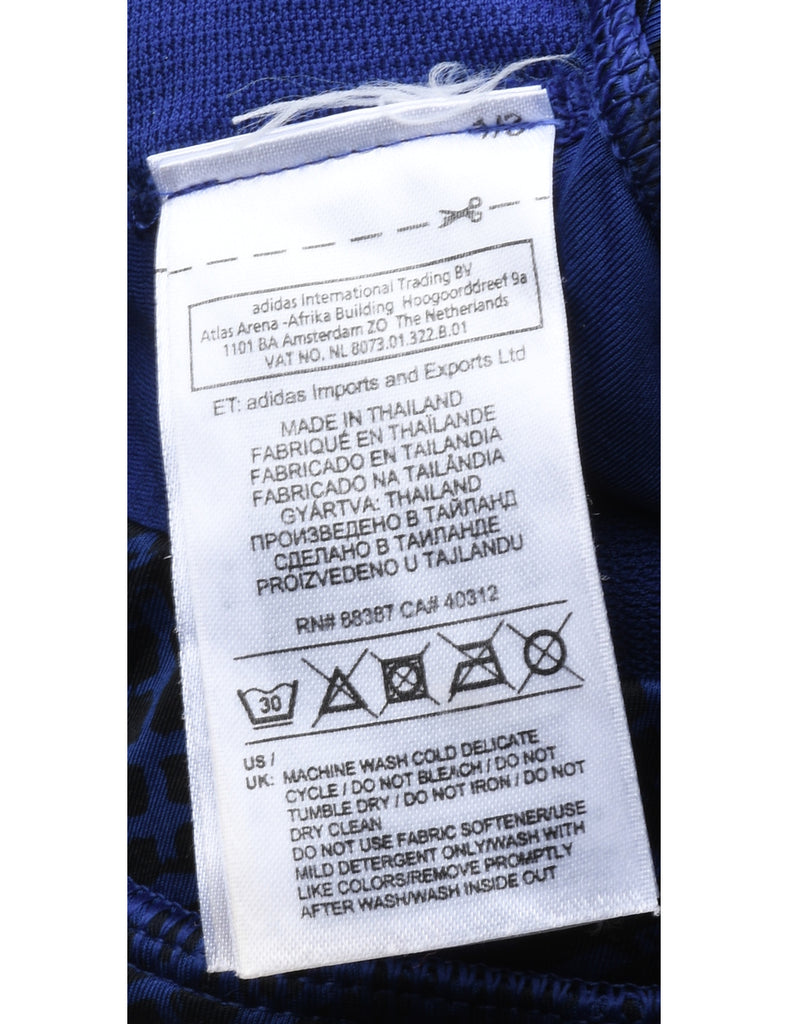 1/3
adidas International Trading BV
Atlas Arena -Afrika Building Hoogoorddreef 9a
1101 BA Amsterdam ZO The Netherlands
VAT NO. NL 8073.01.322.B.01
ET: adidas Imports and Exports Ltd
MADE IN THAILAND
FABRIQUÉ EN THAÏLANDE
FABRICADO EN TAILANDIA
FABRICADO NA TAILÂNDIA
GYÁRTVA: THAILAND
ПРОИЗВЕДЕНО В ТАЙЛАНД
СДЕЛАНО В ТАИЛАНДЕ
PROIZVEDENO U TAJLANDU
RN# 88387 CA# 40312
30
US /
UK: MACHINE WASH COLD DELICATE
CYCLE / DO NOT BLEACH / DO NOT
TUMBLE DRY / DO NOT IRON / DO NOT
DRY CLEAN
DO NOT USE FABRIC SOFTENER/USE
MILD DETERGENT ONLY/WASH WITH
LIKE COLORS/REMOVE PROMPTLY
AFTER WASH/WASH INSIDE OUT